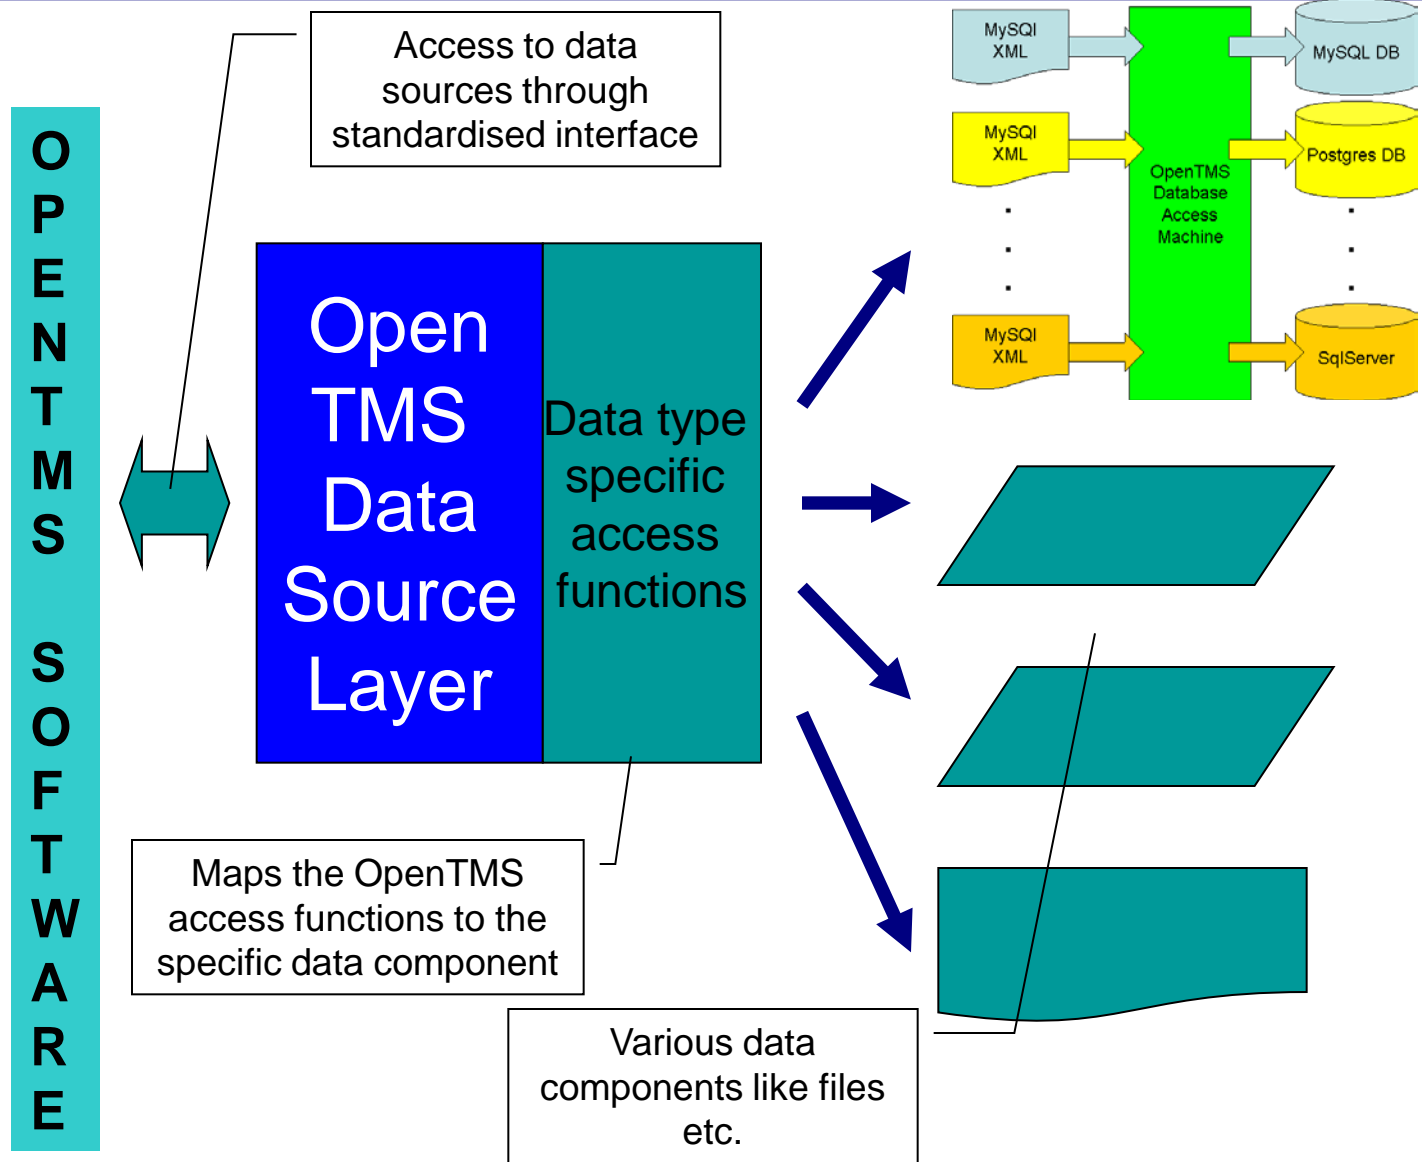 O
P
E
N
T
M
S
S
O
F
T
W
A
R
E
Access to data
sources through
standardised interface
Open
TMS
Data
Source
Layer
Data type
specific
access
functions
Maps the OpenTMS
access functions to the
specific data component
Various data
components like files
etc.
MySQl
XML
MySQL DB
MySQl
XML
Postgres DB
OpenTMS
Database
Access
Machine
MySQl
XML
SqlServer